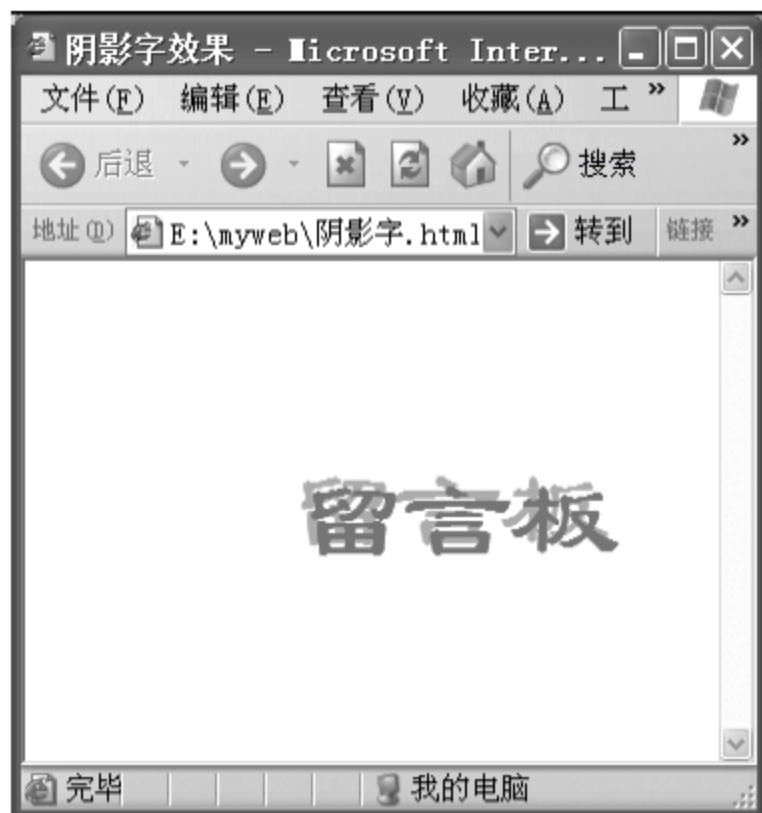 阴影字效果 - Microsoft Inter...
文件(F) 编辑(E) 查看(V) 收藏(A) 工 »
后退 搜索 »
地址(D) E:\myweb\阴影字.html 转到 链接 »
留言板
完毕 我的电脑